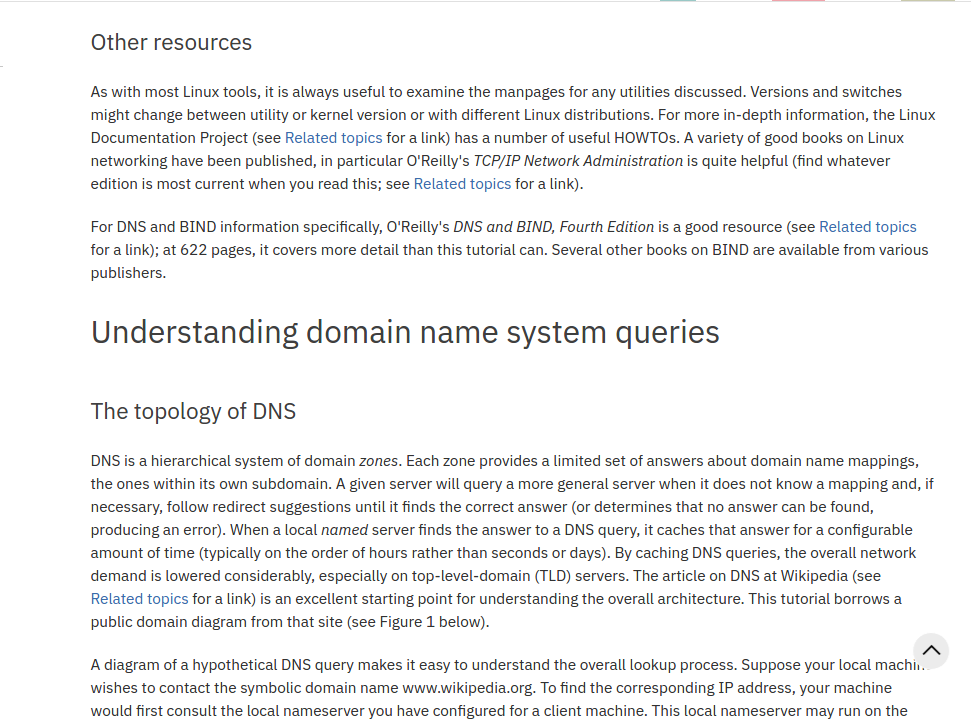 Other resources
As with most Linux tools, it is always useful to examine the manpages for any utilities discussed. Versions and switches
might change between utility or kernel version or with different Linux distributions. For more in-depth information, the Linux
Documentation Project (see Related topics for a link) has a number of useful HOWTOs. A variety of good books on Linux
networking have been published, in particular O'Reilly's TCP/IP Network Administration is quite helpful (find whatever
edition is most current when you read this; see Related topics for a link).
For DNS and BIND information specifically, O'Reilly's DNS and BIND, Fourth Edition is a good resource (see Related topics
for a link); at 622 pages, it covers more detail than this tutorial can. Several other books on BIND are available from various
publishers.
Understanding domain name system queries
The topology of DNS
DNS is a hierarchical system of domain zones. Each zone provides a limited set of answers about domain name mappings,
the ones within its own subdomain. A given server will query a more general server when it does not know a mapping and, if
necessary, follow redirect suggestions until it finds the correct answer (or determines that no answer can be found,
producing an error). When a local named server finds the answer to a DNS query, it caches that answer for a configurable
amount of time (typically on the order of hours rather than seconds or days). By caching DNS queries, the overall network
demand is lowered considerably, especially on top-level-domain (TLD) servers. The article on DNS at Wikipedia (see
Related topics for a link) is an excellent starting point for understanding the overall architecture. This tutorial borrows a
public domain diagram from that site (see Figure 1 below).
A diagram of a hypothetical DNS query makes it easy to understand the overall lookup process. Suppose your local machin
wishes to contact the symbolic domain name www.wikipedia.org. To find the corresponding IP address, your machine
would first consult the local nameserver you have configured for a client machine. This local nameserver may run on the